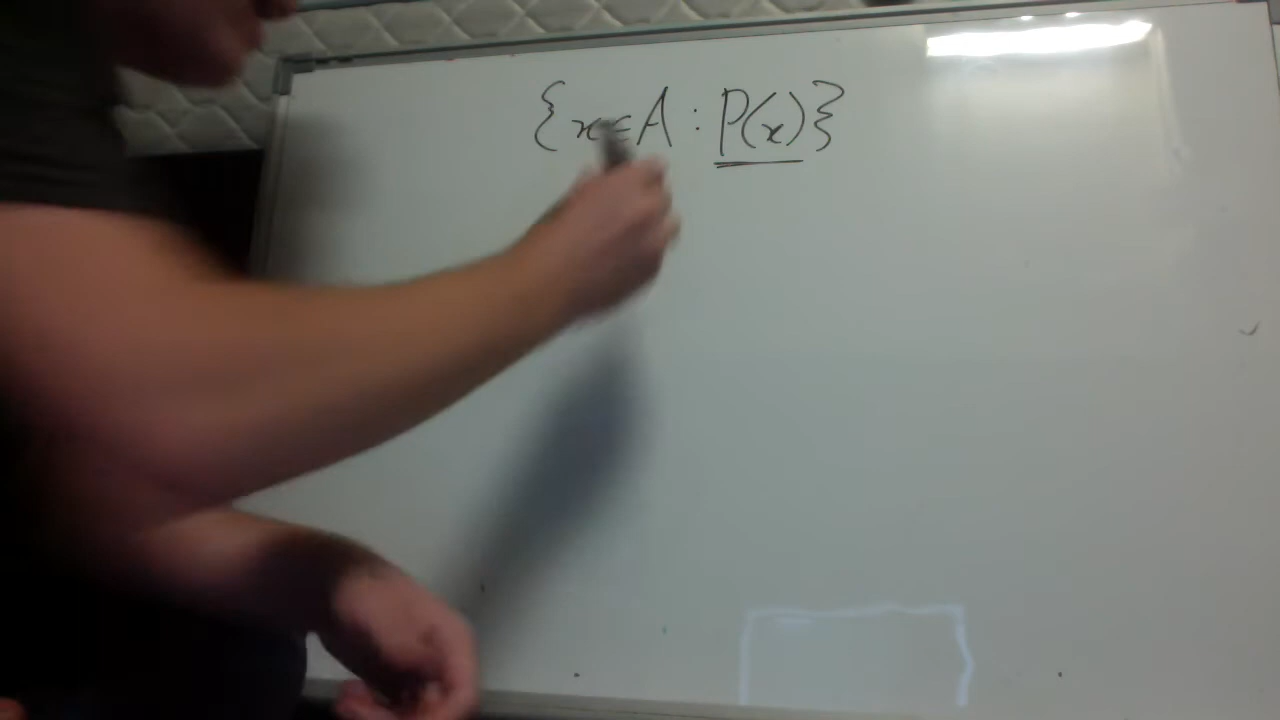 {x ∈ A : P(x)}